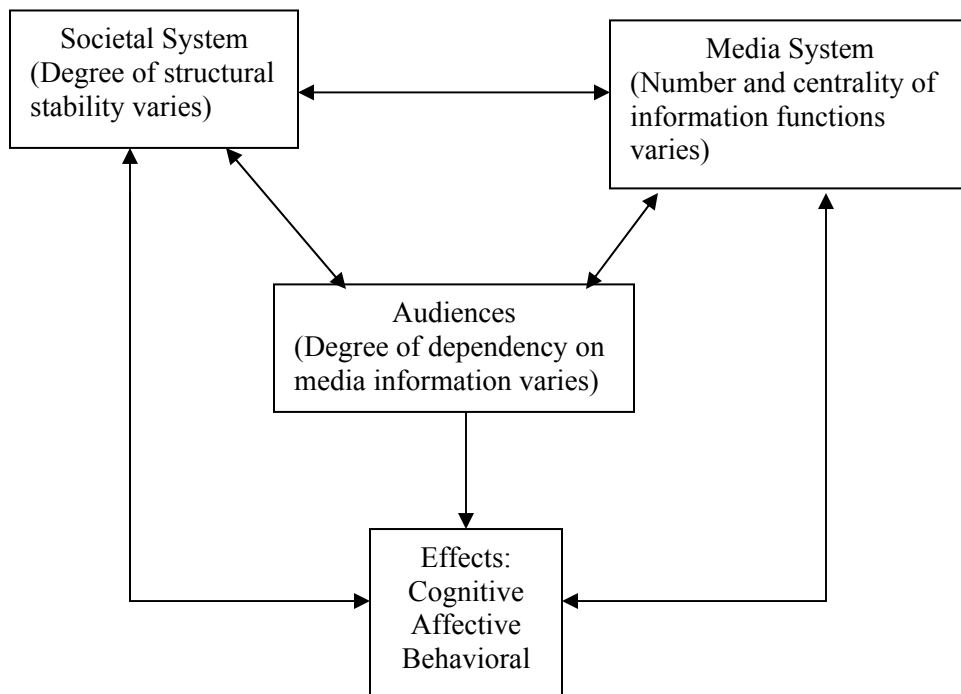 Societal System
(Degree of structural
stability varies)
Media System
(Number and centrality of
information functions
varies)
Audiences
(Degree of dependency on
media information varies)
Effects:
Cognitive
Affective
Behavioral